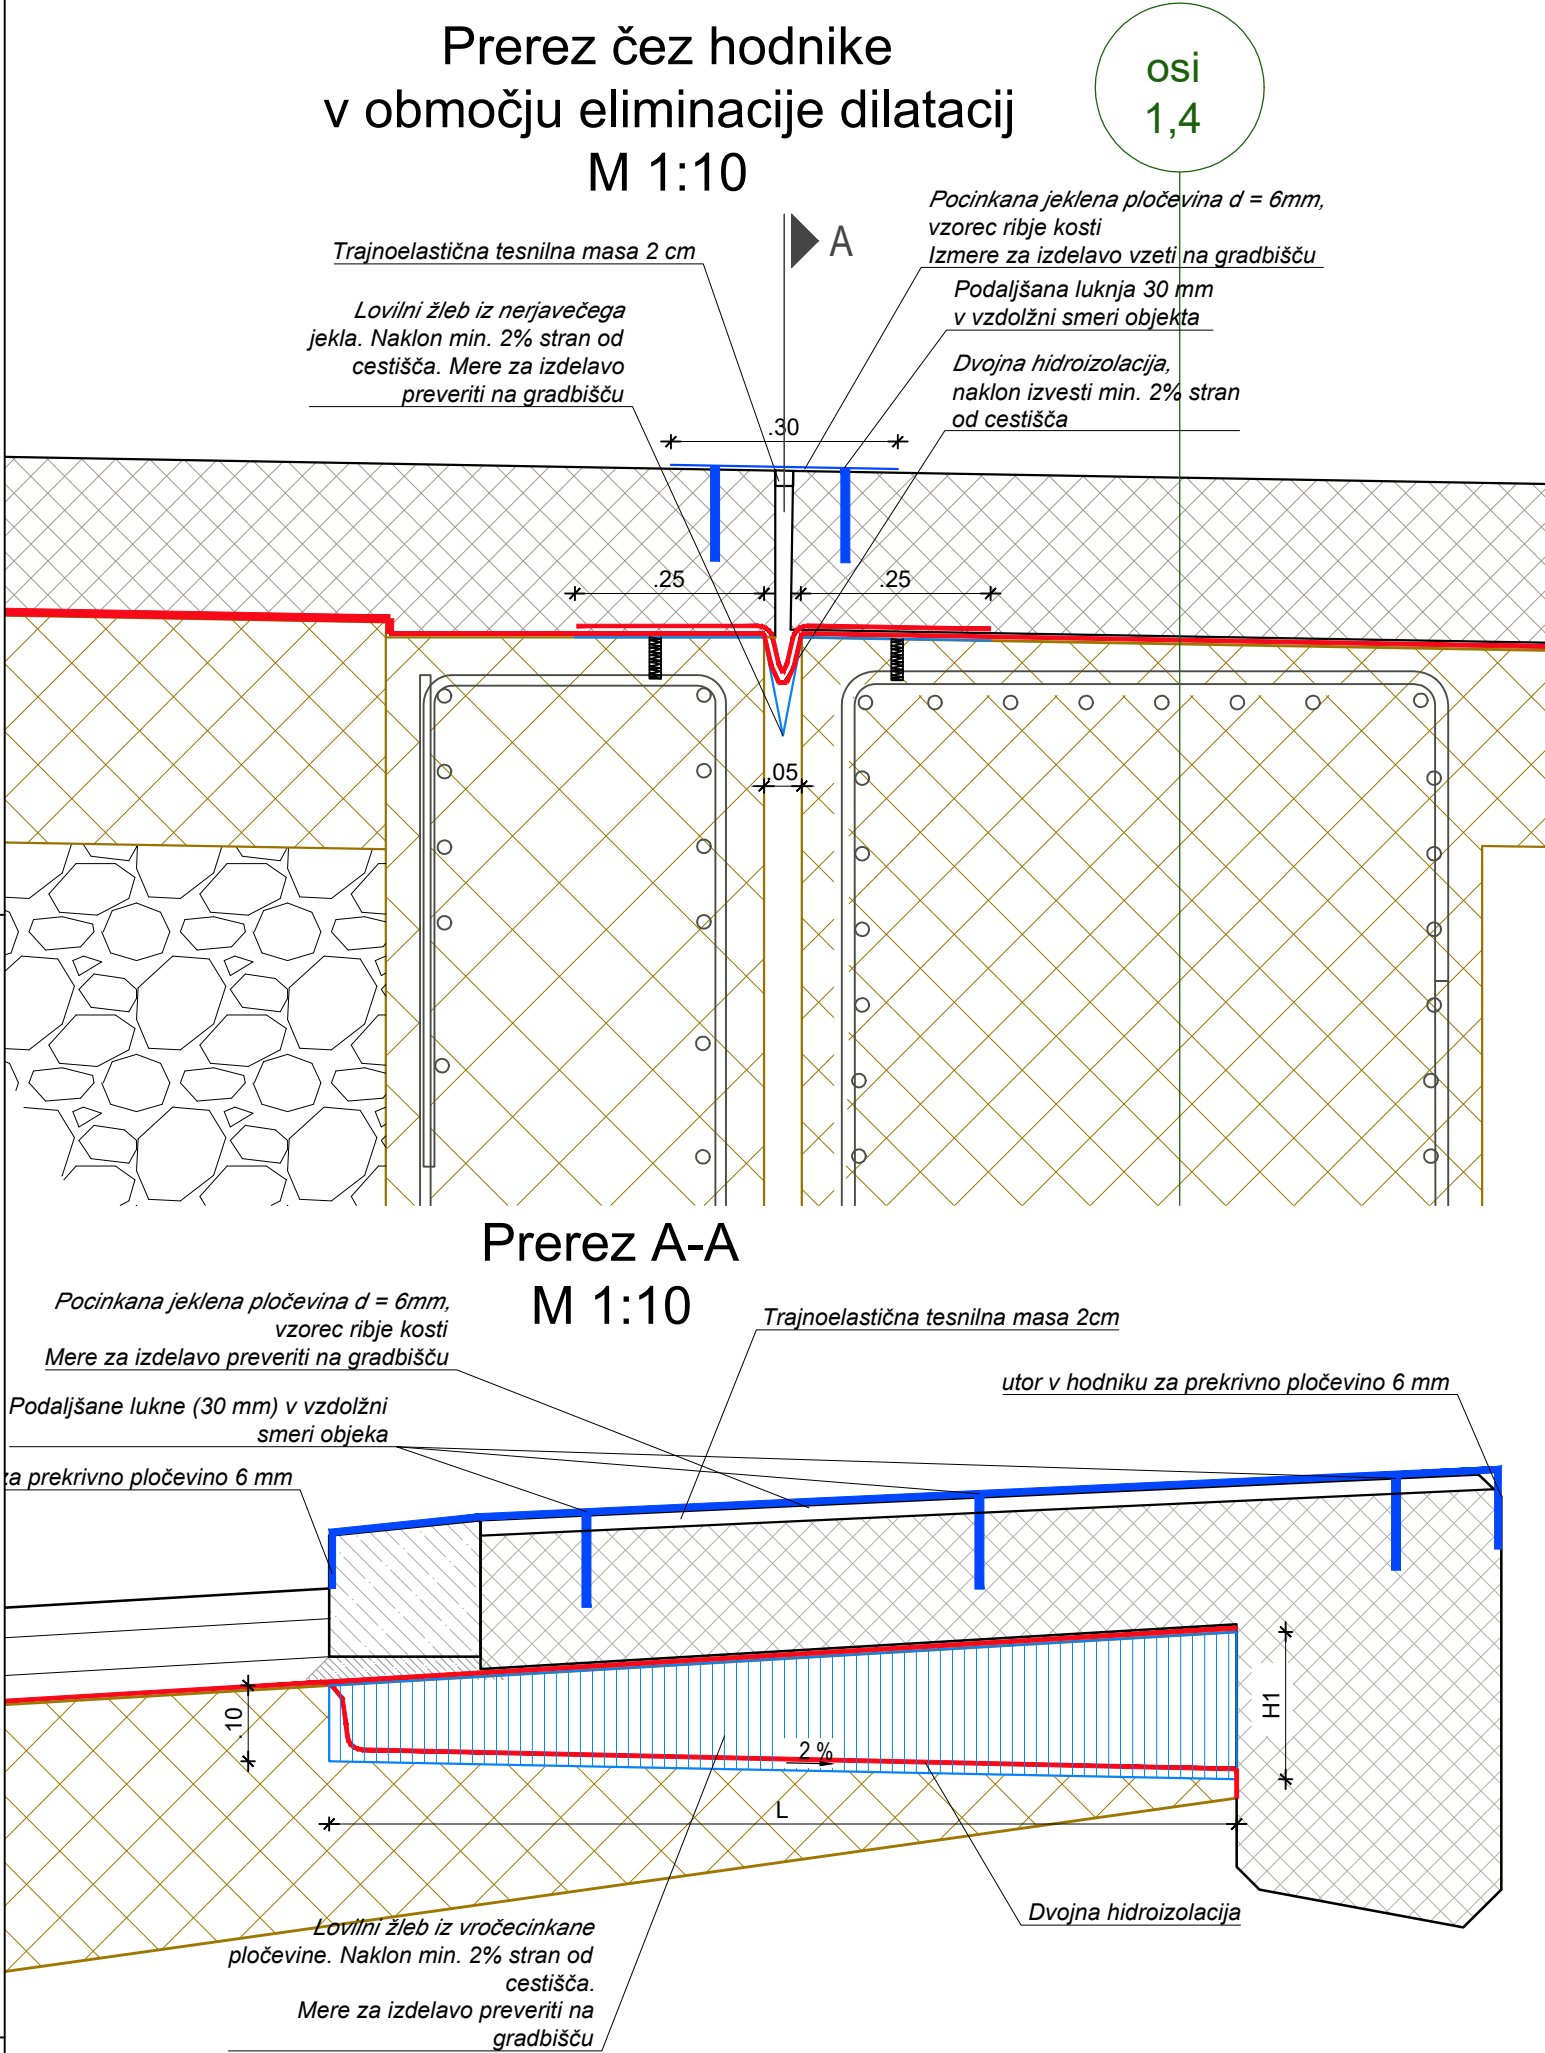 Prerez čez hodnike
v območju eliminacije dilatacij
M 1:10
osi
1,4
A
Pocinkana jeklena pločevina d = 6mm,
vzorec ribje kosti
Izmere za izdelavo vzeti na gradbišču
Trajnoelastična tesnilna masa 2 cm
Podaljšana luknja 30 mm
v vzdolžni smeri objekta
Lovilni žleb iz nerjavečega
jekla. Naklon min. 2% stran od
cestišča. Mere za izdelavo
preveriti na gradbišču
Dvojna hidroizolacija,
naklon izvesti min. 2% stran
od cestišča
.30
.25
.25
.05
Prerez A-A
M 1:10
Pocinkana jeklena pločevina d = 6mm,
vzorec ribje kosti
Mere za izdelavo preveriti na gradbišču
Trajnoelastična tesnilna masa 2cm
utor v hodniku za prekrivno pločevino 6 mm
Podaljšane lukne (30 mm) v vzdolžni
smeri objeka
za prekrivno pločevino 6 mm
.10
2 %
H1
L
Dvojna hidroizolacija
Lovilni žleb iz vročecinkane
pločevine. Naklon min. 2% stran od
cestišča.
Mere za izdelavo preveriti na
gradbišču